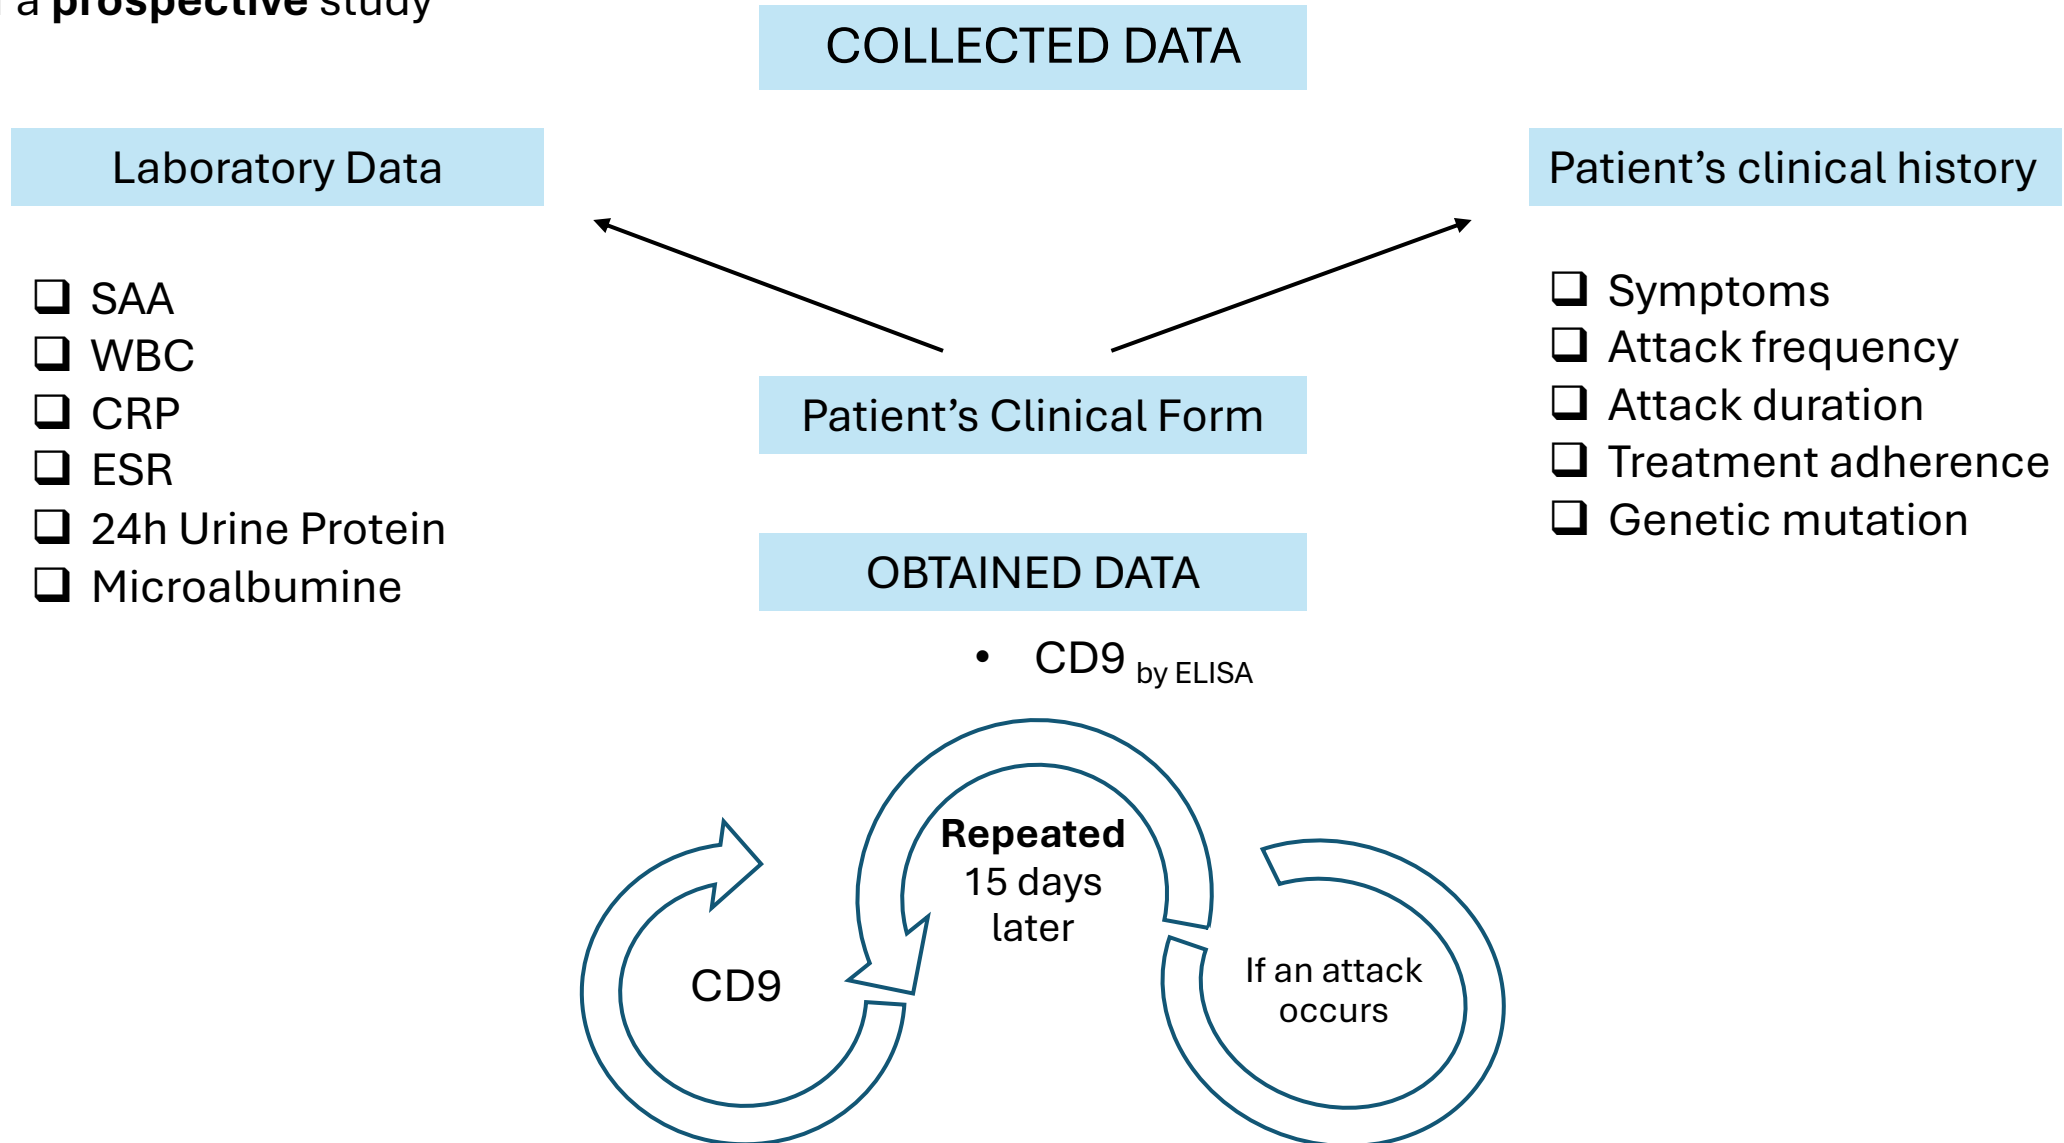 a prospective study
COLLECTED DATA
Laboratory Data
SAA
WBC
CRP
ESR
24h Urine Protein
Microalbumine
Patient’s clinical history
Symptoms
Attack frequency
Attack duration
Treatment adherence
Genetic mutation
Patient’s Clinical Form
OBTAINED DATA
• CD9 by ELISA
CD9
Repeated
15 days
later
If an attack
occurs